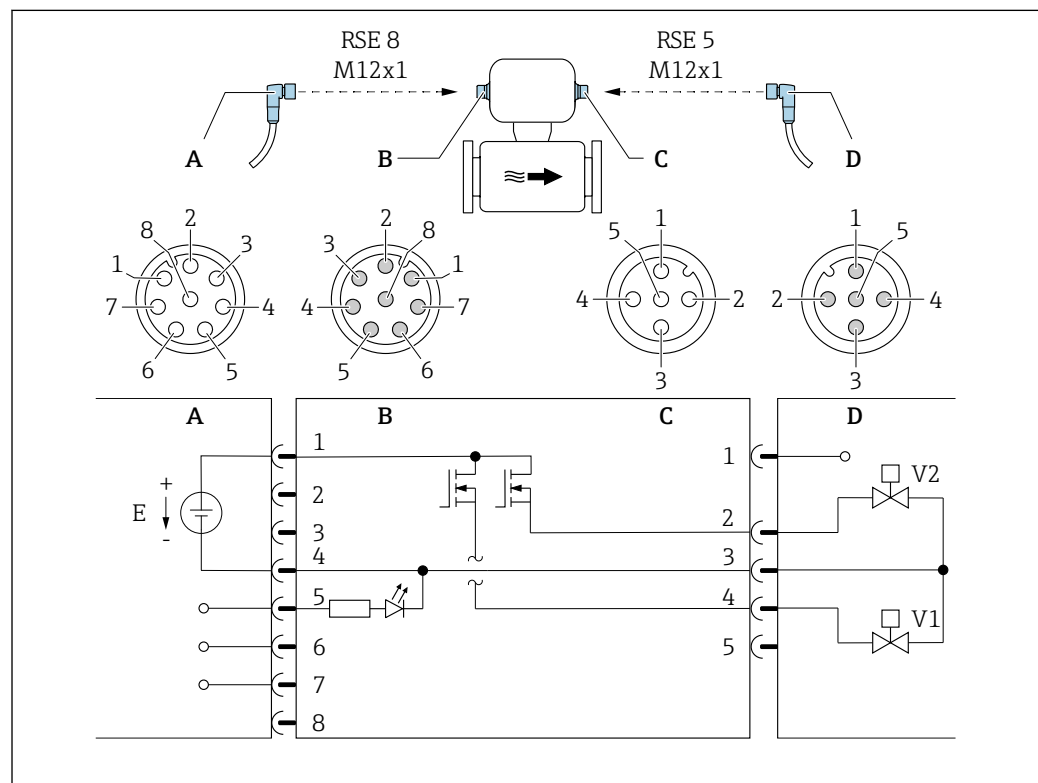 RSE 8 RSE 5
M12x1 M12x1
A B C D
2 2 1 1
8 3 3 8 5 5
1 1
7 4 4 7 4 2 2 4
6 5 5 6 3 3
A B C D
1
1
+ 2 V2
E 3 2
- 4 3
5 4
V1
6 5
7
8